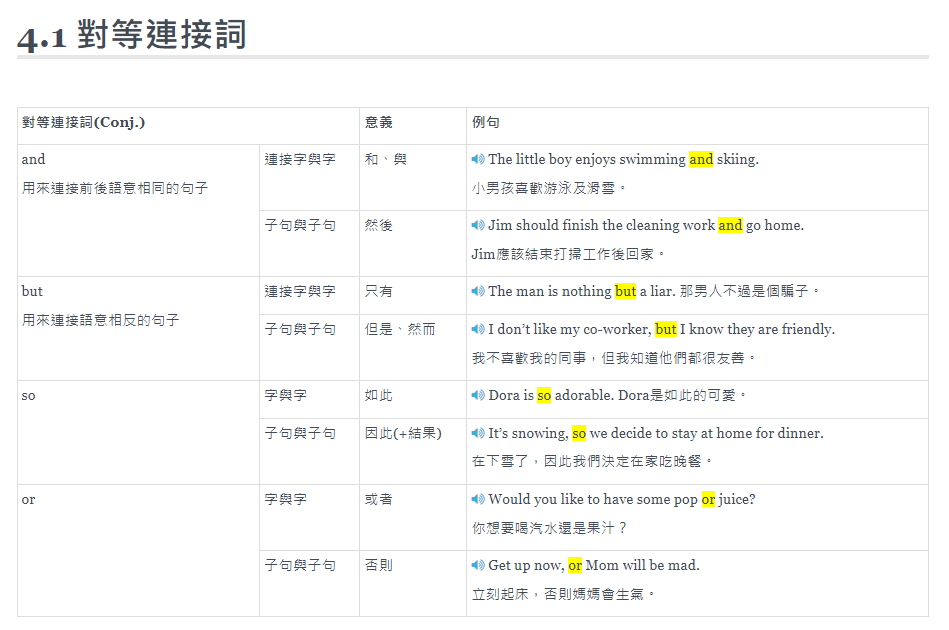 4.1 對等連接詞
對等連接詞(Conj.) 意義 例句
and
用來連接前後語意相同的句子
連接字與字 和、與
The little boy enjoys swimming and skiing.
小男孩喜歡游泳及滑雪。
子句與子句 然後
Jim should finish the cleaning work and go home.
Jim應該結束打掃工作後回家。
but
用來連接語意相反的句子
連接字與字 只有
The man is nothing but a liar. 那男人不過是個騙子。
子句與子句 但是、然而
I don’t like my co-worker, but I know they are friendly.
我不喜歡我的同事，但我知道他們都很友善。
so
字與字 如此
Dora is so adorable. Dora是如此的可愛。
子句與子句 因此(+結果)
It’s snowing, so we decide to stay at home for dinner.
在下雪了，因此我們決定在家吃晚餐。
or
字與字 或者
Would you like to have some pop or juice?
你想要喝汽水還是果汁？
子句與子句 否則
Get up now, or Mom will be mad.
立刻起床，否則媽媽會生氣。